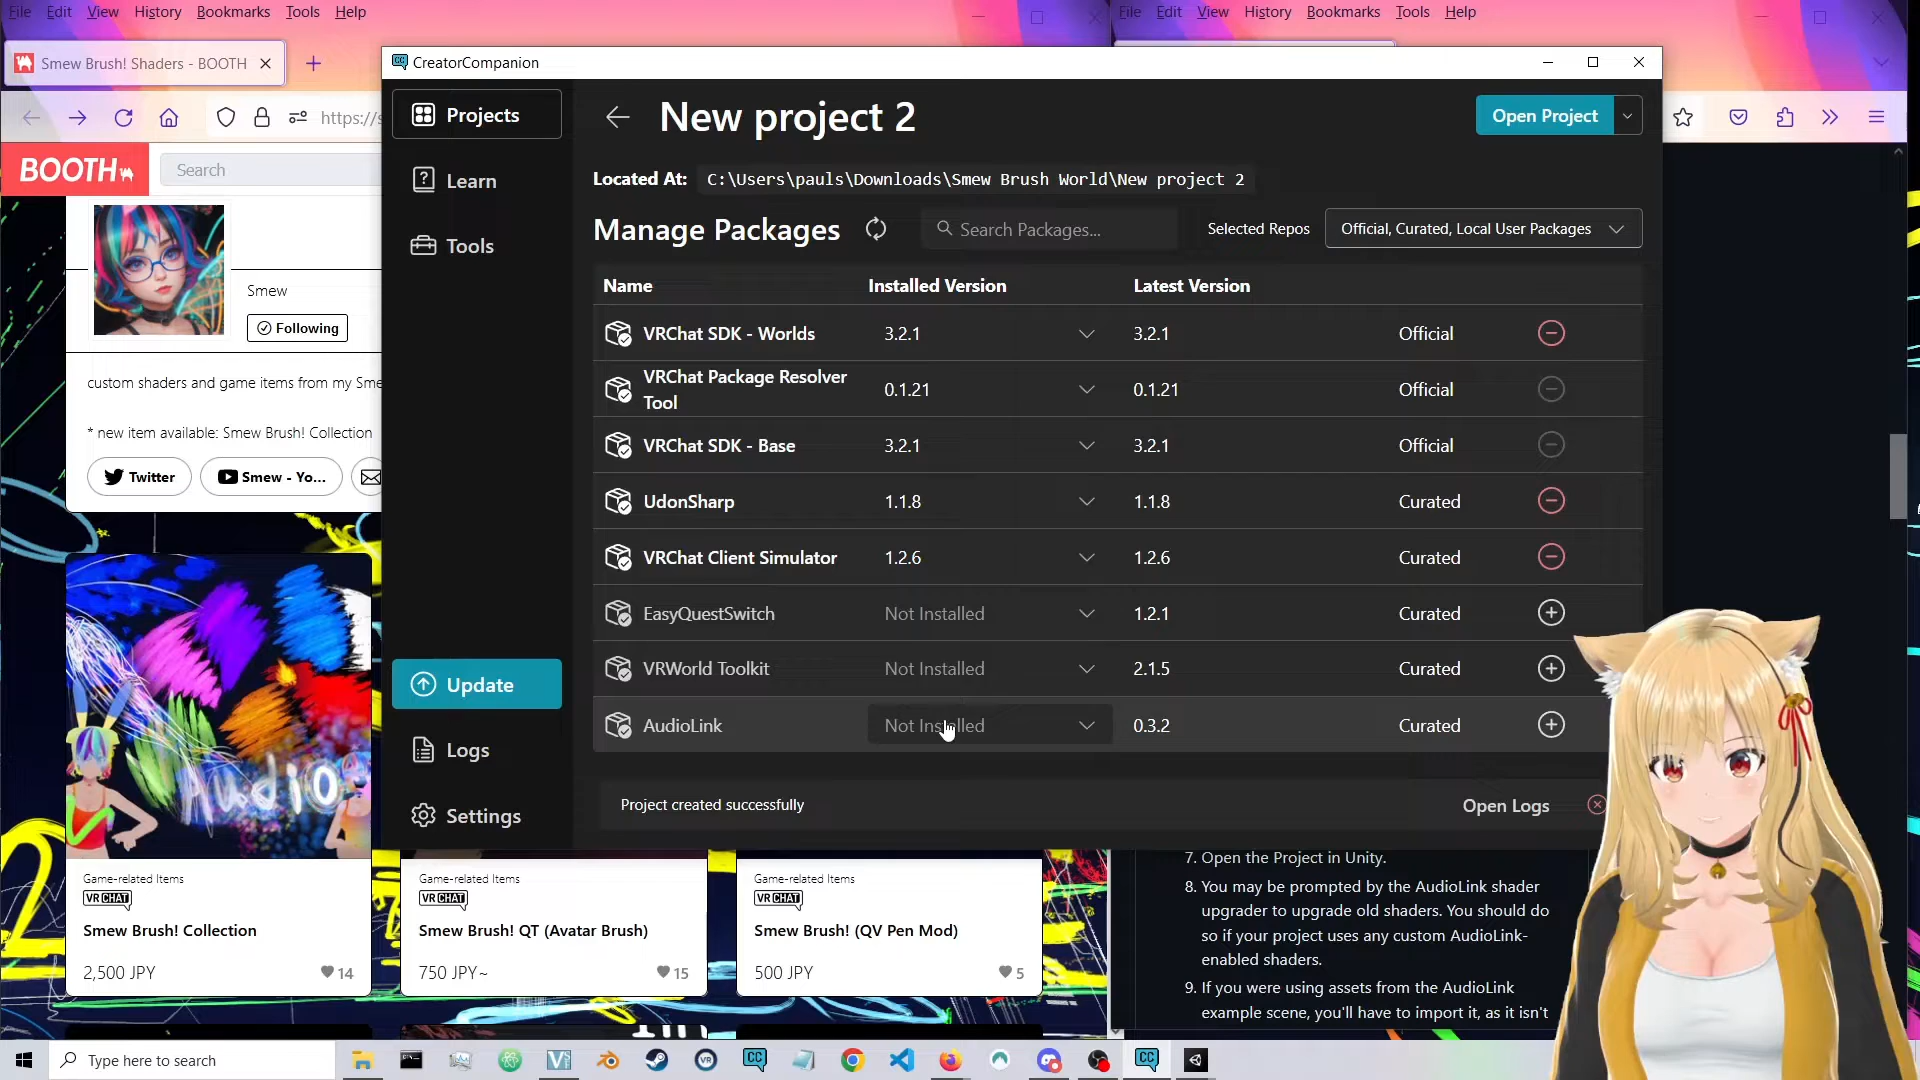 File Edit View History Bookmarks Tools Help
File Edit View History Bookmarks Tools Help
Smew Brush! Shaders - BOOTH
CreatorCompanion
https://s
BOOTH
Search
Smew
Following
custom shaders and game items from my Sme
* new item available: Smew Brush! Collection
Twitter
Smew - Yo...
Projects
Learn
Tools
Update
Logs
Settings
New project 2
Open Project
Located At: C:\Users\pauls\Downloads\Smew Brush World\New project 2
Manage Packages
Search Packages...
Selected Repos
Official, Curated, Local User Packages
Name Installed Version Latest Version
VRChat SDK - Worlds 3.2.1 3.2.1 Official
VRChat Package Resolver
Tool 0.1.21 0.1.21 Official
VRChat SDK - Base 3.2.1 3.2.1 Official
UdonSharp 1.1.8 1.1.8 Curated
VRChat Client Simulator 1.2.6 1.2.6 Curated
EasyQuestSwitch Not Installed 1.2.1 Curated
VRWorld Toolkit Not Installed 2.1.5 Curated
AudioLink Not Installed 0.3.2 Curated
Project created successfully
Open Logs
Audio
Game-related Items
VRCHAT
Smew Brush! Collection
2,500 JPY
14
Game-related Items
VRCHAT
Smew Brush! QT (Avatar Brush)
750 JPY~
15
Game-related Items
VRCHAT
Smew Brush! (QV Pen Mod)
500 JPY
5
7. Open the Project in Unity.
8. You may be prompted by the AudioLink shader
upgrader to upgrade old shaders. You should do
so if your project uses any custom AudioLink-
enabled shaders.
9. If you were using assets from the AudioLink
example scene, you'll have to import it, as it isn't
Type here to search